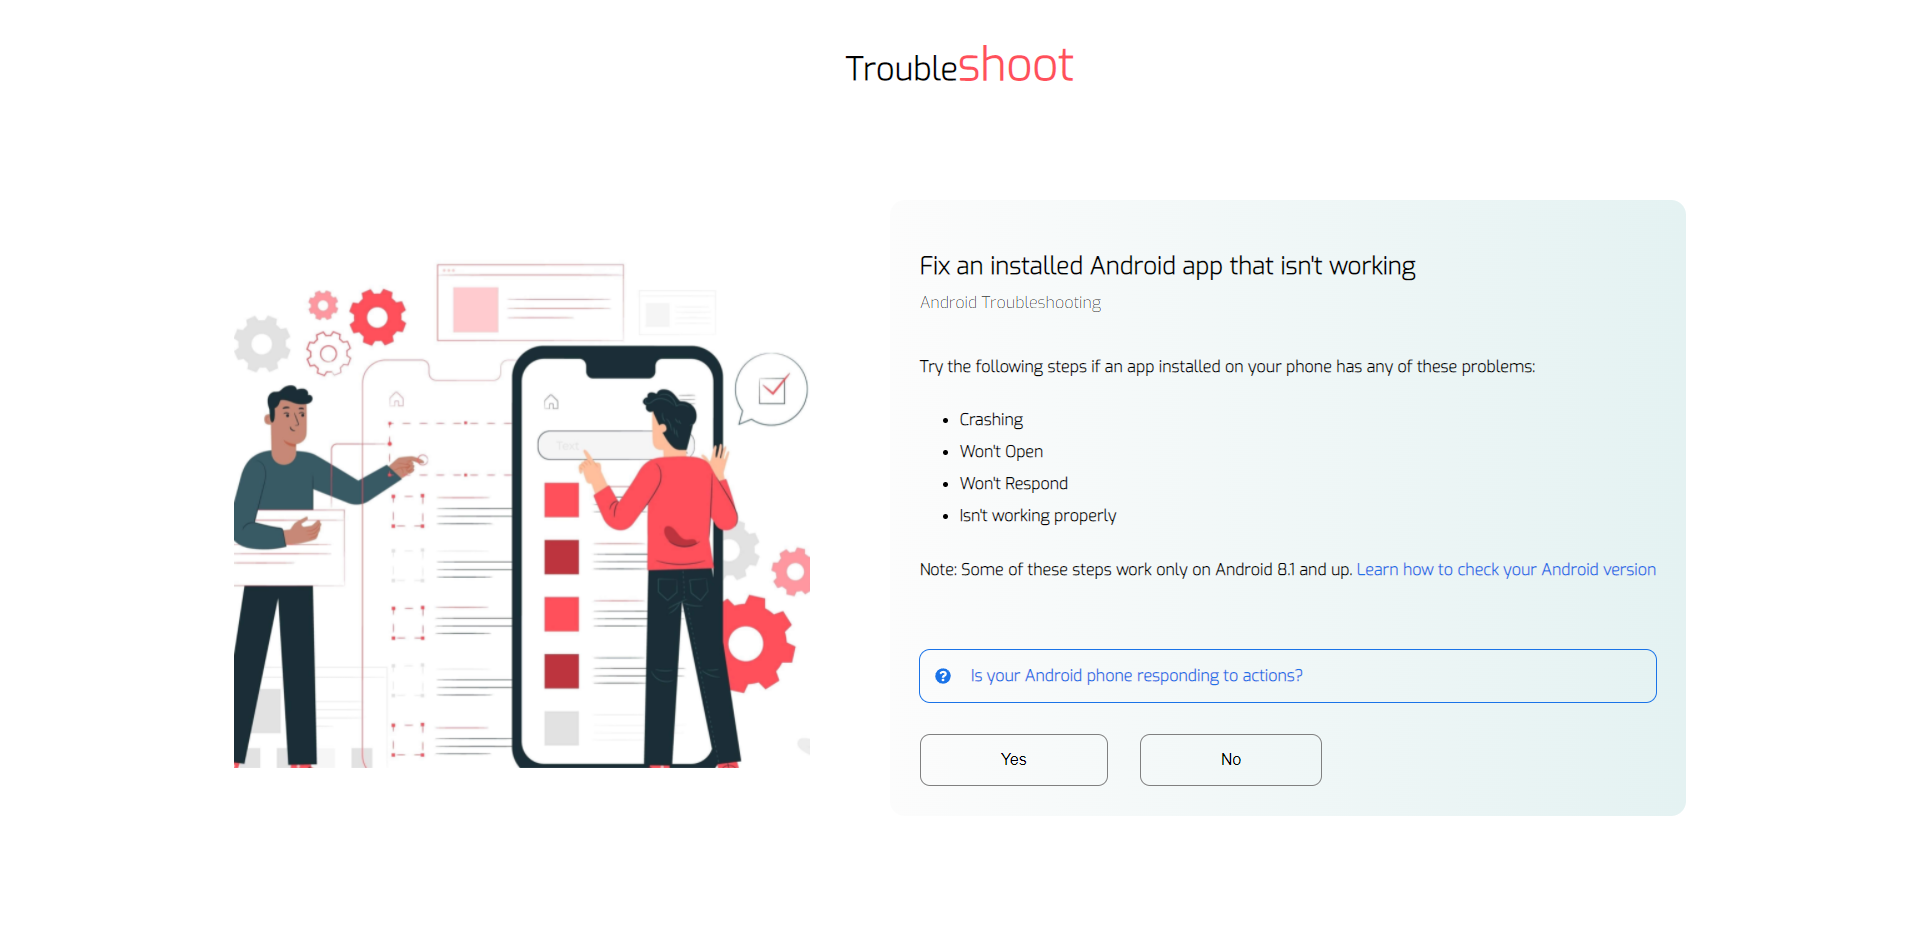 Troubleshoot
Fix an installed Android app that isn't working
Android Troubleshooting
Try the following steps if an app installed on your phone has any of these problems:
Crashing
Won't Open
Won't Respond
Isn't working properly
Text
Note: Some of these steps work only on Android 8.1 and up. Learn how to check your Android version
Is your Android phone responding to actions?
Yes
No